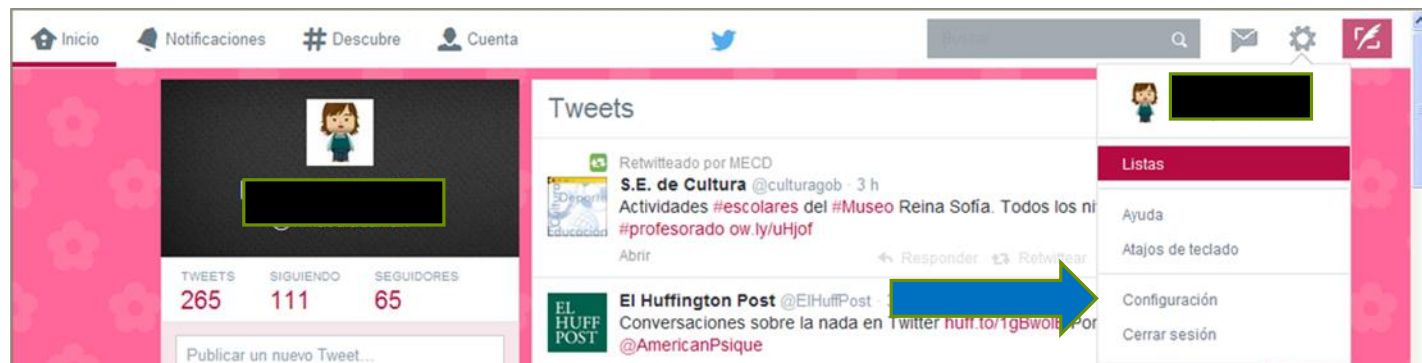 Inicio
Notificaciones
# Descubre
Cuenta
Tweets
Retwitteado por MECD
S.E. de Cultura @culturagob · 3 h
Actividades #escolares del #Museo Reina Sofía. Todos los ni
#profesorado ow.ly/uHjof
Abrir
Responder
Retwittear
EL
HUFF
POST
El Huffington Post @ElHuffPost
Conversaciones sobre la nada en Twitter Por
@AmericanPsique
TWEETS
SIGUIENDO
SEGUIDORES
265
111
65
Publicar un nuevo Tweet...
Listas
Ayuda
Atajos de teclado
Configuración
Cerrar sesión